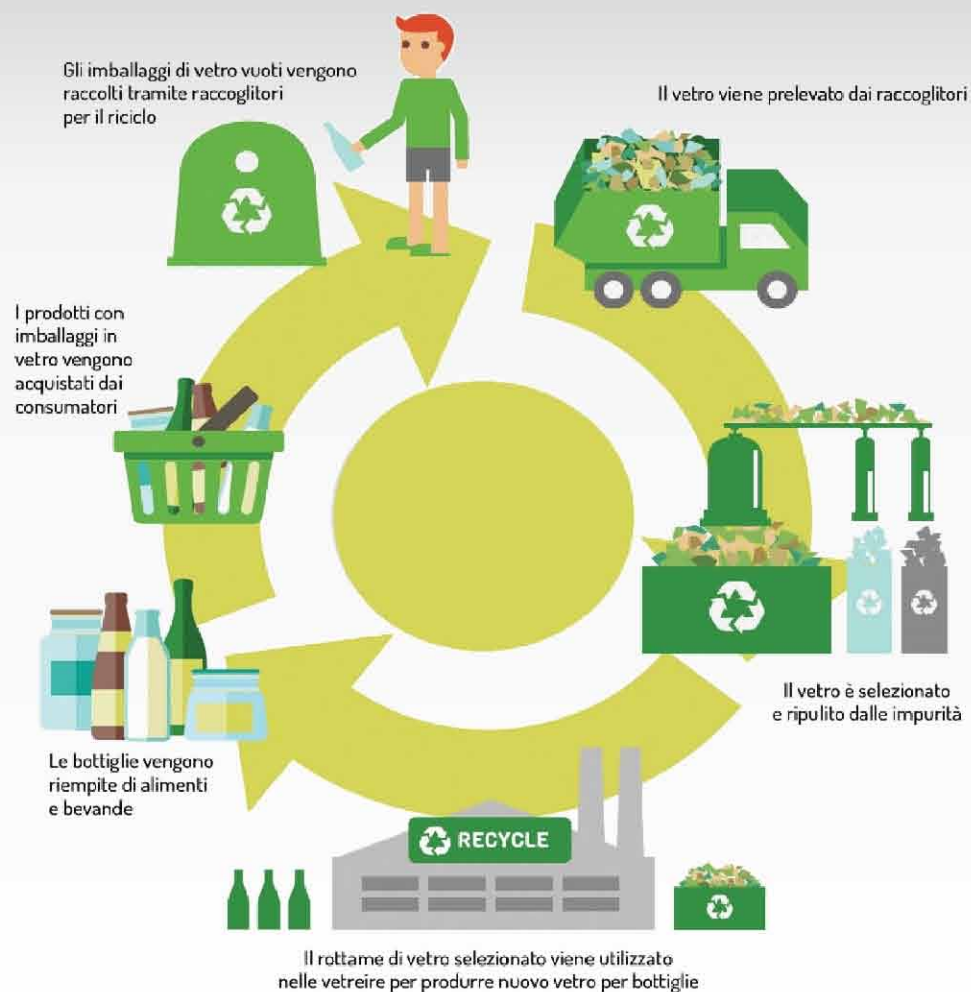 Gli imballaggi di vetro vuoti vengono
raccolti tramite raccoglitori
per il riciclo
Il vetro viene prelevato dai raccoglitori
I prodotti con
imballaggi in
vetro vengono
acquistati dai
consumatori
Il vetro è selezionato
e ripulito dalle impurità
Le bottiglie vengono
riempite di alimenti
e bevande
RECYCLE
Il rottame di vetro selezionato viene utilizzato
nelle vetreire per produrre nuovo vetro per bottiglie